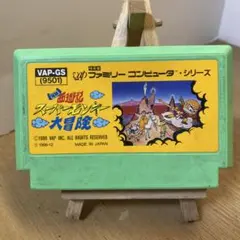 VAP-GS
(9501)
ファミリー コンピュータ・シリーズ
西遊記
スーパーモンキー
大冒険
©1986 VAP INC. ALL RIGHTS RESERVED.
MADE IN JAPAN